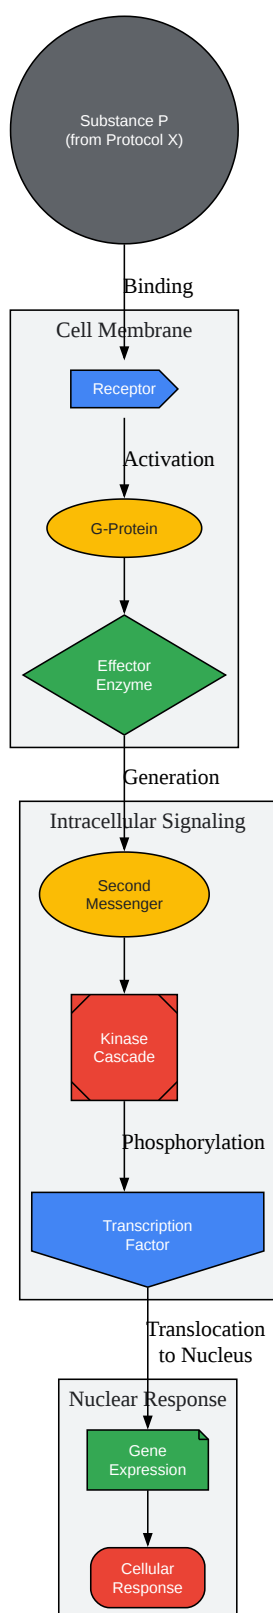 Substance P
(from Protocol X)
Binding
Cell Membrane
Receptor
Activation
G-Protein
Effector
Enzyme
Generation
Intracellular Signaling
Second
Messenger
Kinase
Cascade
Phosphorylation
Transcription
Factor
Translocation
to Nucleus
Nuclear Response
Gene
Expression
Cellular
Response